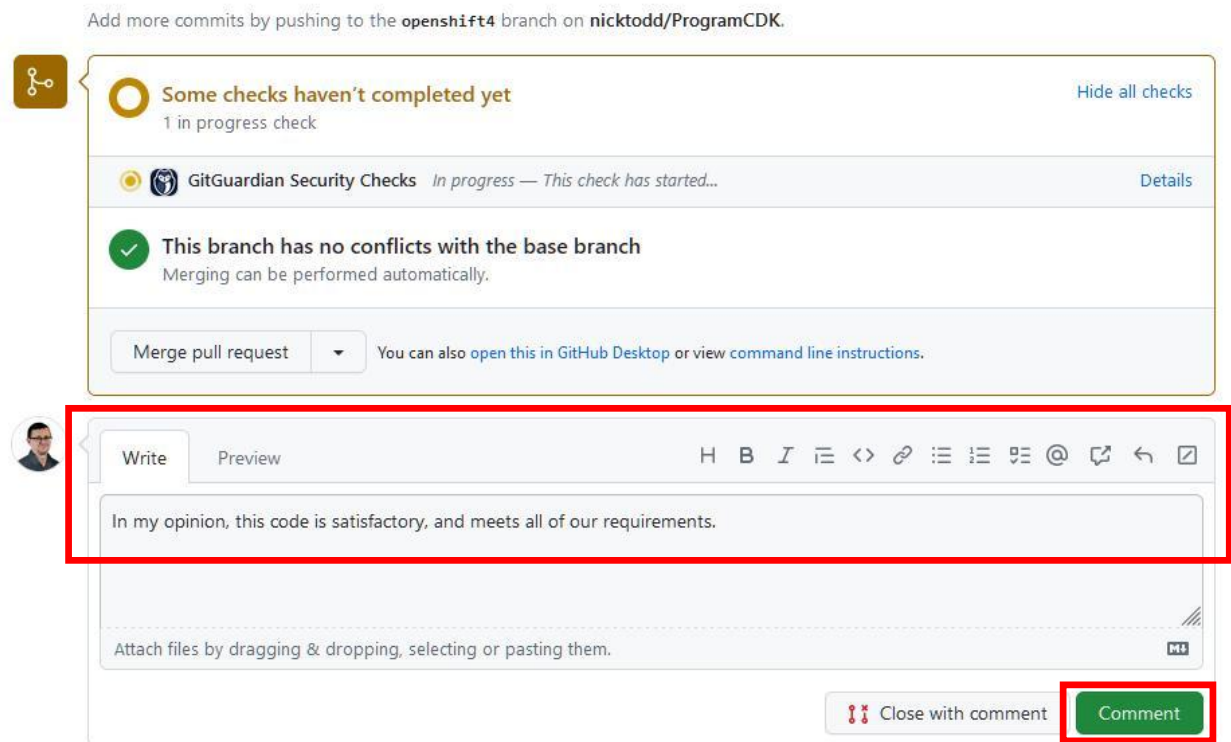 Add more commits by pushing to the openshift4 branch on nicktodd/ProgramCDK.
Some checks haven't completed yet
Hide all checks
1 in progress check
GitGuardian Security Checks In progress — This check has started...
Details
This branch has no conflicts with the base branch
Merging can be performed automatically.
Merge pull request
You can also open this in GitHub Desktop or view command line instructions.
Write Preview
In my opinion, this code is satisfactory, and meets all of our requirements.
Attach files by dragging & dropping, selecting or pasting them.
Close with comment Comment